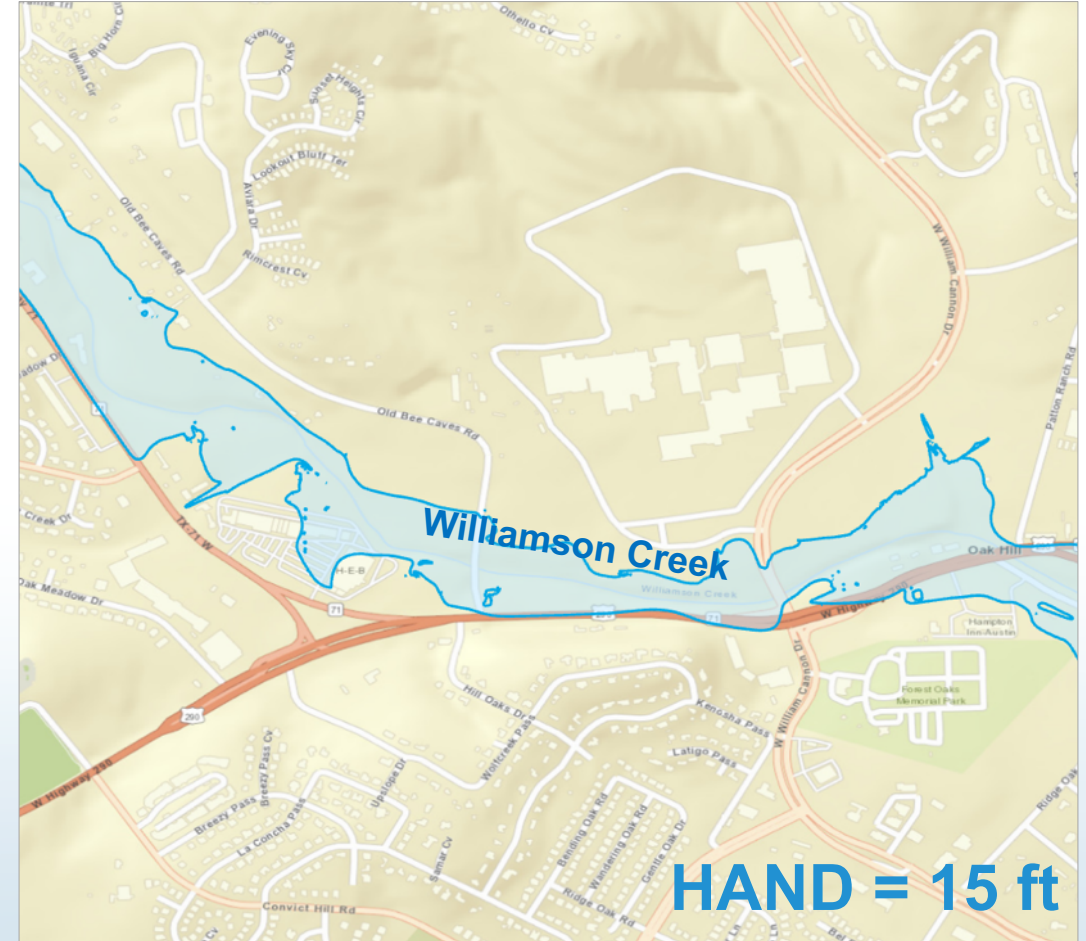 Big Horn Cir
Iguana Cir
Othello Cv
Evening Sky Cir
Sunset Heights Cir
Lookout Bluff Ter
Aviara Dr
Rimcrest Cv
Old Bee Caves Rd
W William Cannon Dr
Patton Ranch Rd
71
Old Bee Caves Rd
Creek Dr
TX-71 W
H-E-B
Williamson Creek
Williamson Creek
Oak Hill
W Highway 290
Oak Meadow Dr
71
71
Hampton
Inn-Austin
Forest Oaks
Memorial Park
W William Cannon Dr
290
Hill Oaks Dr
Wolfcreek Pass
Kenosha Pass
Latigo Pass
W Highway 290
Breezy Pass Cv
Breezy Pass
Upslope Dr
La Concha Pass
Samar Cv
Bending Oak Rd
Wandering Oak Rd
Gentle Oak Dr
Ridge Oak Rd
Convict Hill Rd
Ridge Oak
HAND = 15 ft